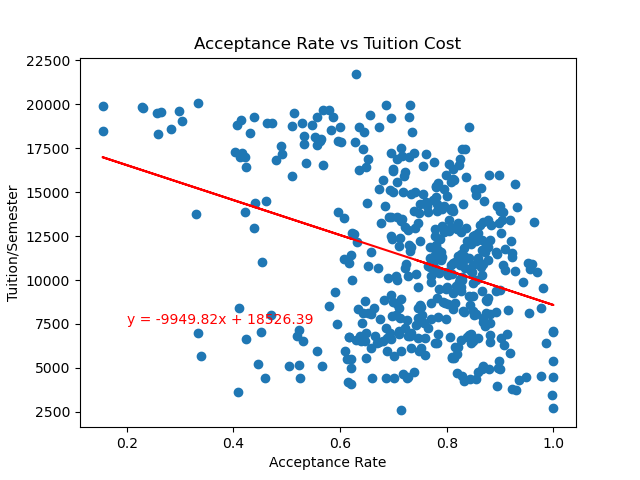 Acceptance Rate vs Tuition Cost
22500
20000
17500
15000
12500
10000
7500
5000
2500
Tuition/Semester
y = -9949.82x + 18526.39
0.2 0.4 0.6 0.8 1.0
Acceptance Rate